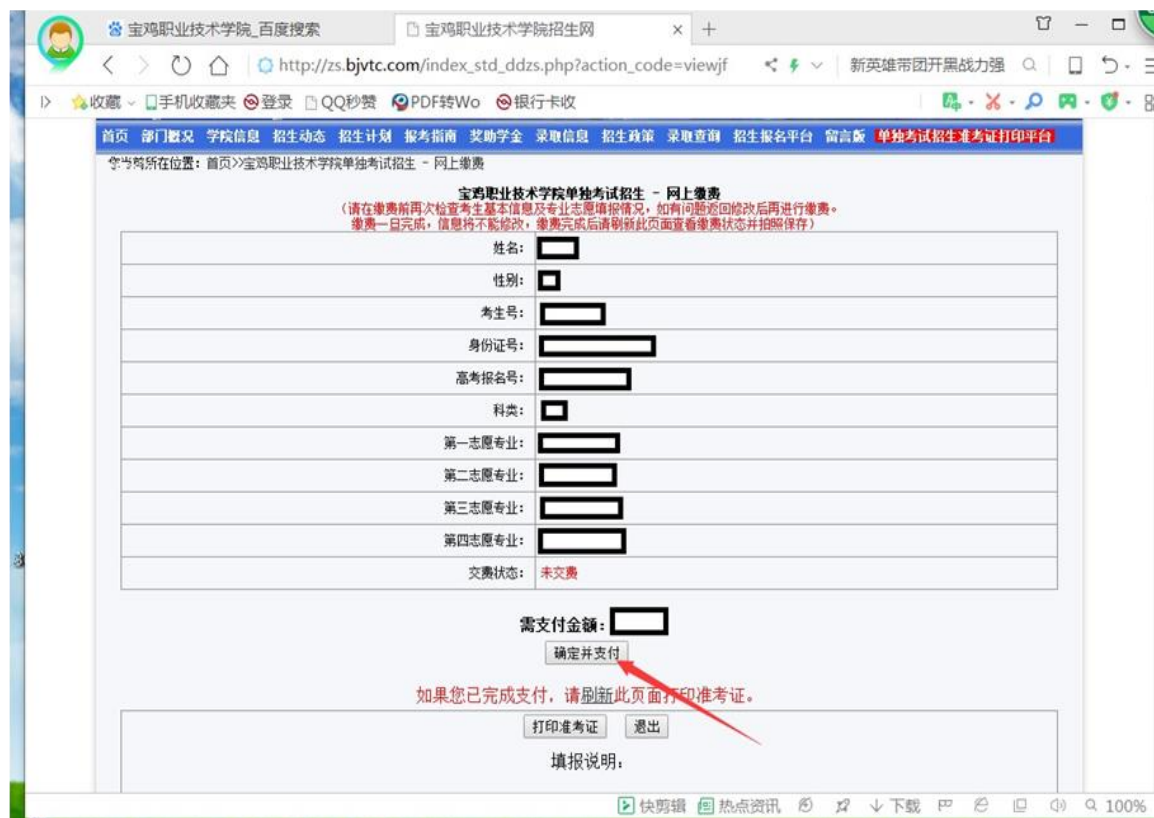 宝鸡职业技术学院_百度搜索
宝鸡职业技术学院招生网
http://zs.bjvtc.com/index_std_ddzs.php?action_code=viewjf
新英雄带团开黑战力强
收藏 手机收藏夹 登录 QQ秒赞 PDF转Wo 银行卡收
首页 部门概况 学院信息 招生动态 招生计划 报考指南 奖助学金 录取信息 招生政策 录取查询 招生报名平台 留言版 单独考试招生准考证打印平台
您当前所在位置：首页>>宝鸡职业技术学院单独考试招生 - 网上缴费
宝鸡职业技术学院单独考试招生 - 网上缴费
(请在缴费前再次检查考生基本信息及专业志愿填报情况，如有问题返回修改后再进行缴费。
缴费一旦完成，信息将不能修改，缴费完成后请刷新此页面查看缴费状态并拍照保存)
姓名：
性别：
考生号：
身份证号：
高考报名号：
科类：
第一志愿专业：
第二志愿专业：
第三志愿专业：
第四志愿专业：
交费状态： 未交费
需支付金额：
确定并支付
如果您已完成支付，请刷新此页面打印准考证。
打印准考证 退出
填报说明：
快剪辑 热点资讯 下载 100%